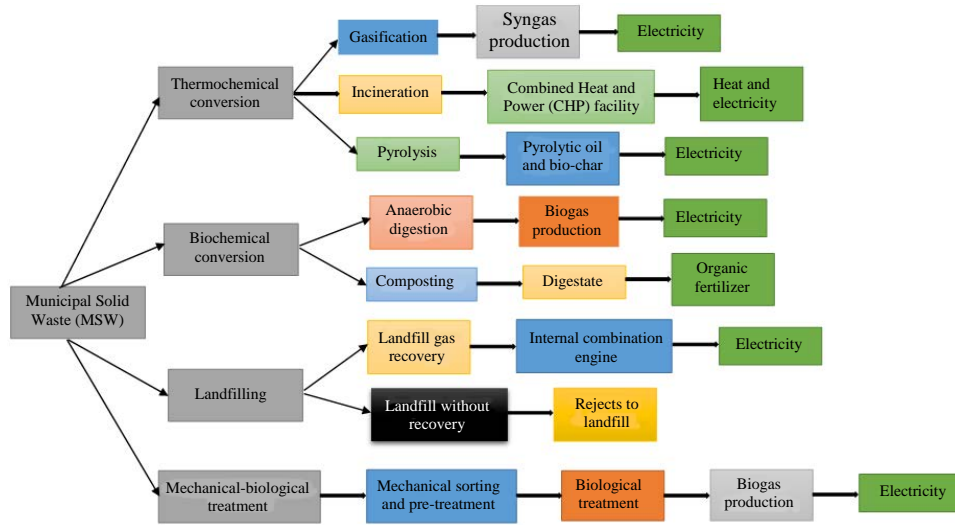 Gasification
Syngas
production
Electricity
Thermochemical
conversion
Incineration
Combined Heat and
Power (CHP) facility
Heat and
electricity
Pyrolysis
Pyrolytic oil
and bio-char
Electricity
Biochemical
conversion
Anaerobic
digestion
Biogas
production
Electricity
Composting
Digestate
Organic
fertilizer
Municipal Solid
Waste (MSW)
Landfilling
Landfill gas
recovery
Internal combination
engine
Electricity
Landfill without
recovery
Rejects to
landfill
Mechanical-biological
treatment
Mechanical sorting
and pre-treatment
Biological
treatment
Biogas
production
Electricity